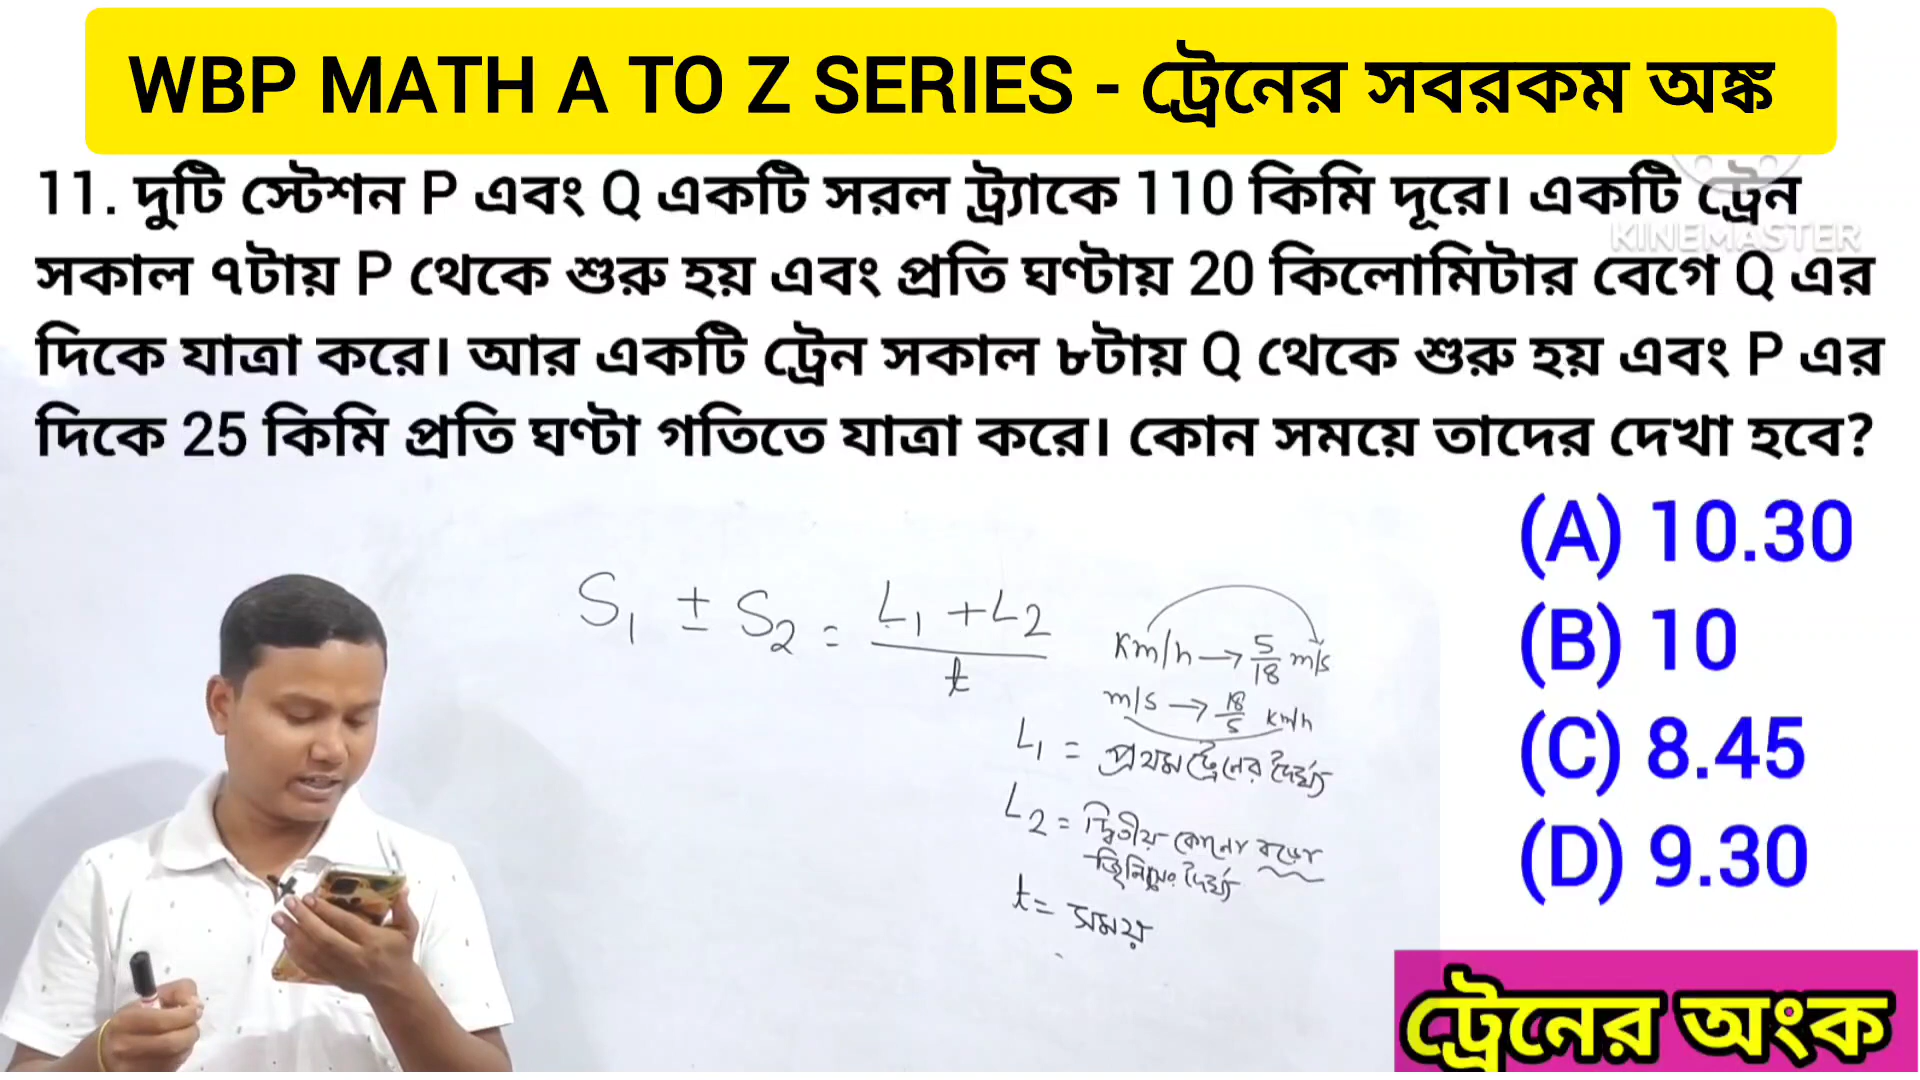 WBP MATH A TO Z SERIES - ট্রেনের সবরকম অঙ্ক
11. দুটি স্টেশন P এবং Q একটি সরল ট্র্যাকে 110 কিমি দূরে। একটি ট্রেন
KINEMASTER
সকাল ৭টায় P থেকে শুরু হয় এবং প্রতি ঘণ্টায় 20 কিলোমিটার বেগে Q এর
দিকে যাত্রা করে। আর একটি ট্রেন সকাল ৮টায় Q থেকে শুরু হয় এবং P এর
দিকে 25 কিমি প্রতি ঘণ্টা গতিতে যাত্রা করে। কোন সময়ে তাদের দেখা হবে?
(A) 10.30
(B) 10
(C) 8.45
(D) 9.30
S₁ ± S₂ = L₁ + L₂ / t
Km/h → 5/18 m/s
m/s → 18/5 km/h
L₁ = প্রথম ট্রেনের দৈর্ঘ্য
L₂ = দ্বিতীয় কোনো বড়ো
জিনিসের দৈর্ঘ্য
t = সময়
ট্রেনের অংক